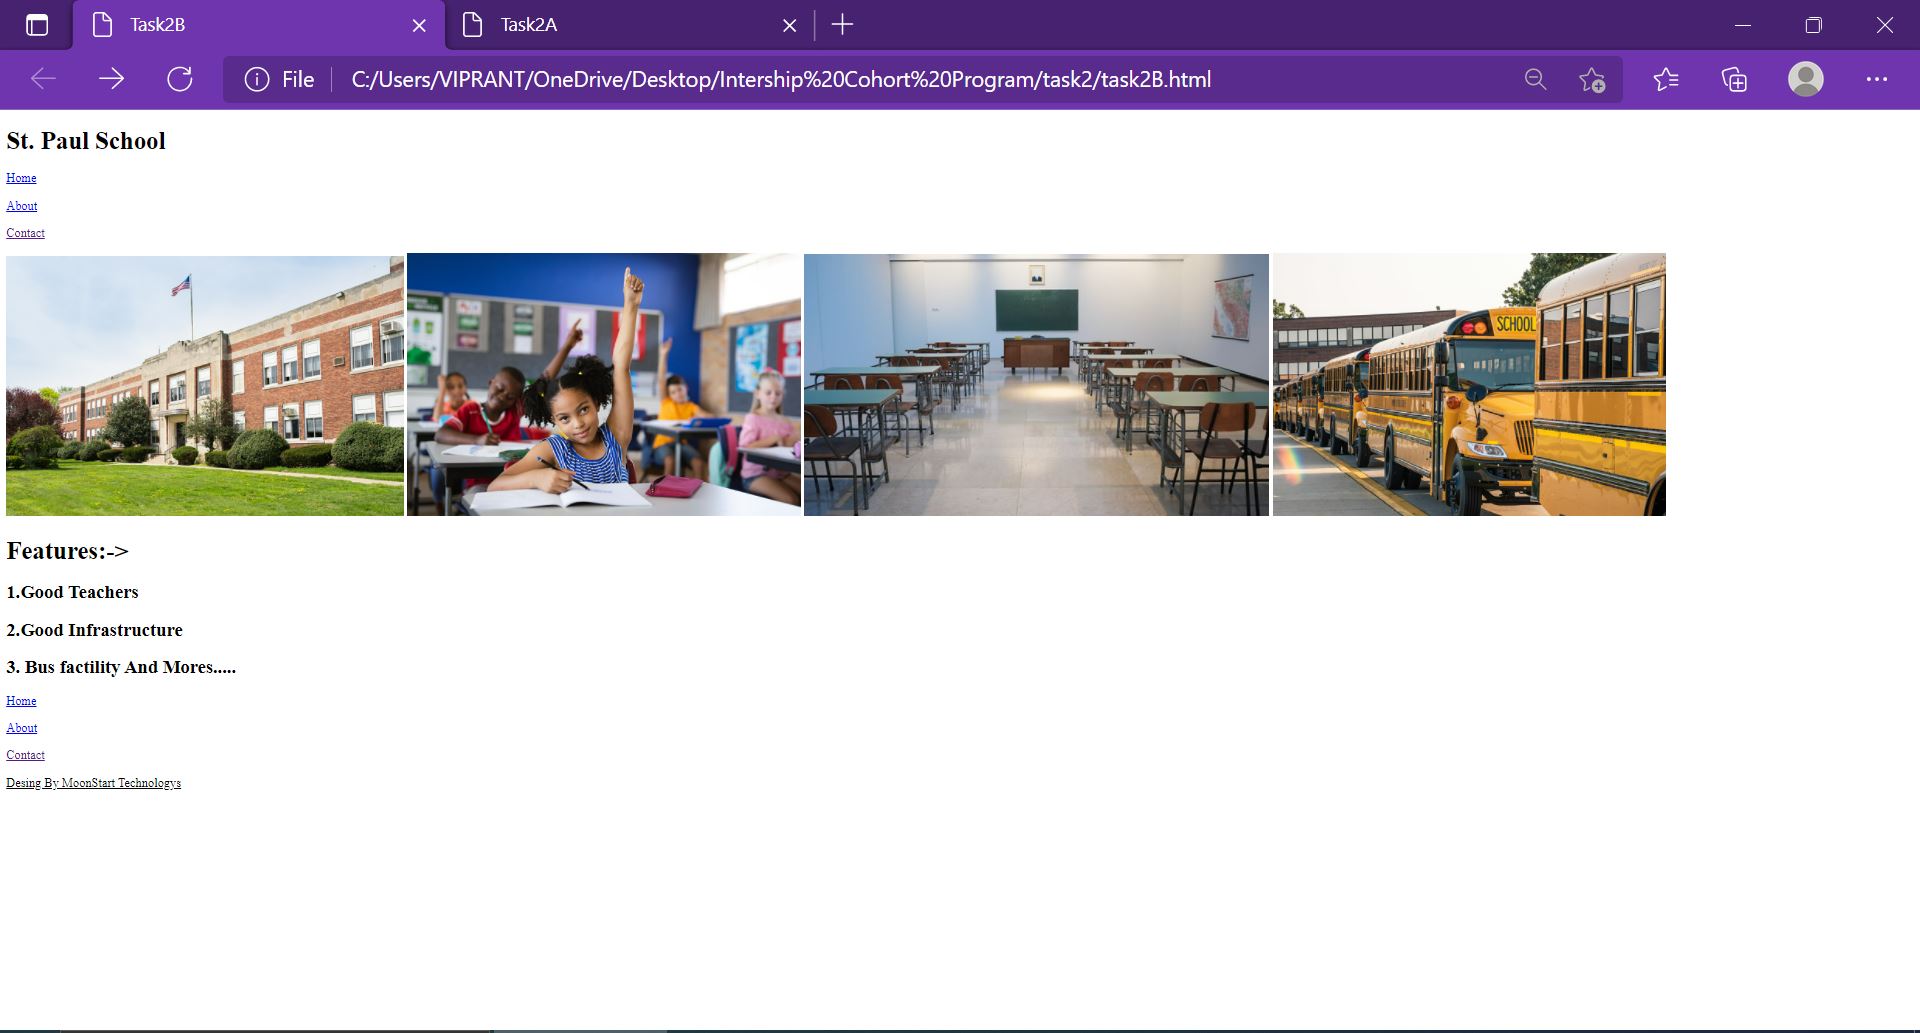 Task2B
Task2A
File
C:/Users/VIPRANT/OneDrive/Desktop/Intership%20Cohort%20Program/task2/task2B.html
St. Paul School
Home
About
Contact
SCHOOL
Features:->
1.Good Teachers
2.Good Infrastructure
3. Bus factility And Mores.....
Home
About
Contact
Desing By MoonStart Technologys